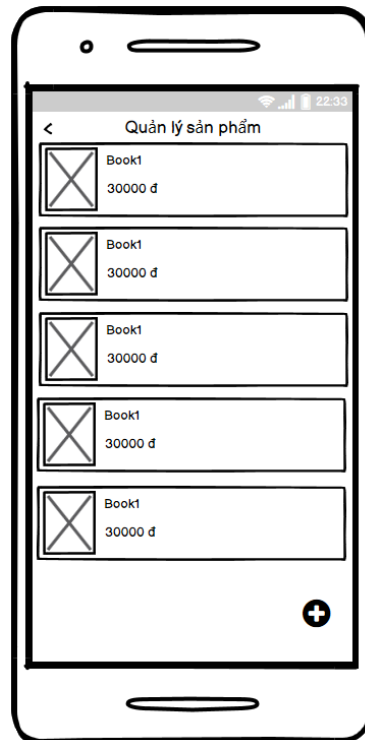 22:33
Quản lý sản phẩm
Book1
30000 đ
Book1
30000 đ
Book1
30000 đ
Book1
30000 đ
Book1
30000 đ